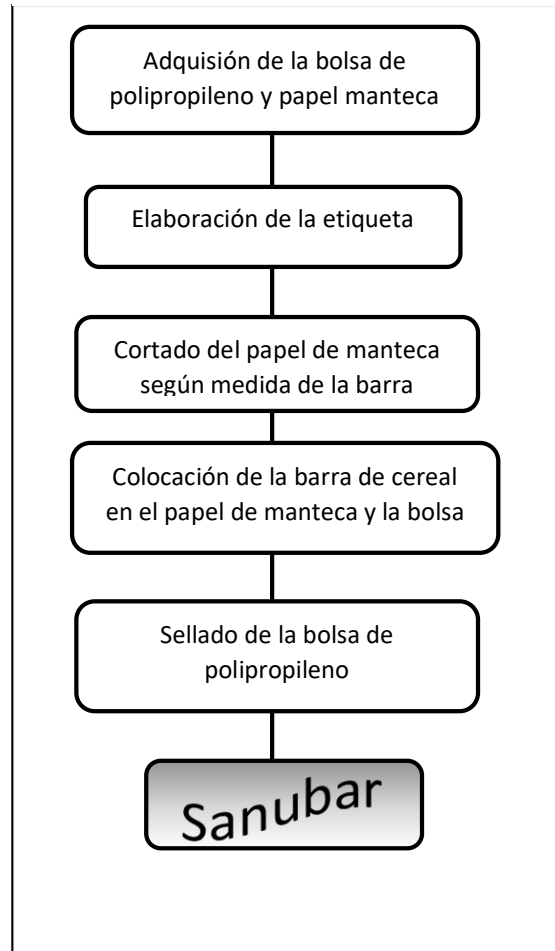 Adquisión de la bolsa de
polipropileno y papel manteca
Elaboración de la etiqueta
Cortado del papel de manteca
según medida de la barra
Colocación de la barra de cereal
en el papel de manteca y la bolsa
Sellado de la bolsa de
polipropileno
Sanubar